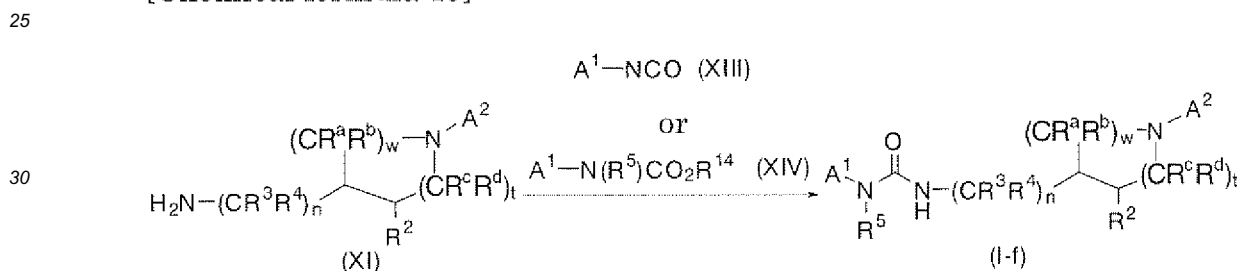 25
A¹—NCO (XIII)
or
A¹—N(R⁵)CO₂R¹⁴ (XIV)
30
H₂N—(CR³R⁴)n
(CRᵃRᵇ)w—N
A²
(CRᶜRᵈ)t
R²
(XI)
A¹
N
R⁵
O
N
H
—(CR³R⁴)n
(CRᵃRᵇ)w—N
A²
(CRᶜRᵈ)t
R²
(I-f)